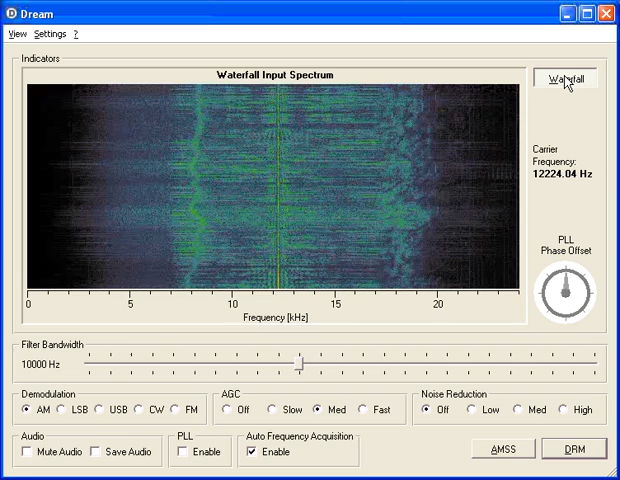 Dream
View Settings ?
Indicators
Waterfall Input Spectrum
Waterfall
Carrier
Frequency:
12224.04 Hz
PLL
Phase Offset
0 5 10 15 20
Frequency [kHz]
Filter Bandwidth
10000 Hz
Demodulation
AM LSB USB CW FM
AGC
Off Slow Med Fast
Noise Reduction
Off Low Med High
Audio
Mute Audio Save Audio
PLL
Enable
Auto Frequency Acquisition
Enable
AMSS
DRM